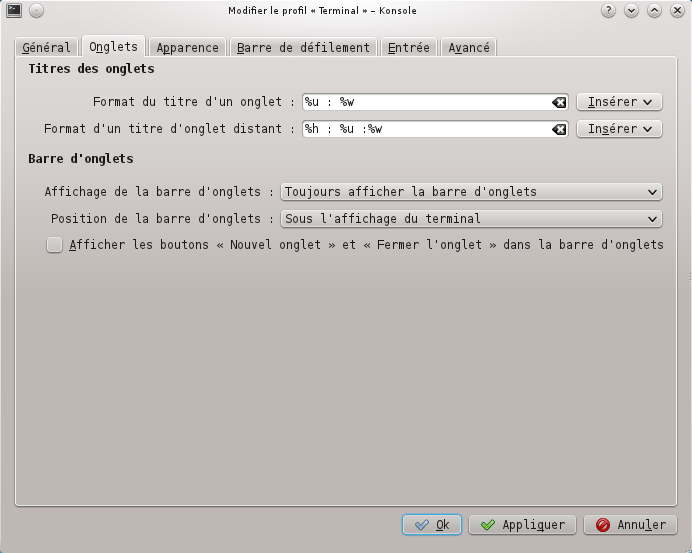 Modifier le profil « Terminal » – Konsole
Général Onglets Apparence Barre de défilement Entrée Avancé
Titres des onglets
Format du titre d'un onglet : %u : %w Insérer
Format d'un titre d'onglet distant : %h : %u :%w Insérer
Barre d'onglets
Affichage de la barre d'onglets : Toujours afficher la barre d'onglets
Position de la barre d'onglets : Sous l'affichage du terminal
Afficher les boutons « Nouvel onglet » et « Fermer l'onglet » dans la barre d'onglets
Ok Appliquer Annuler